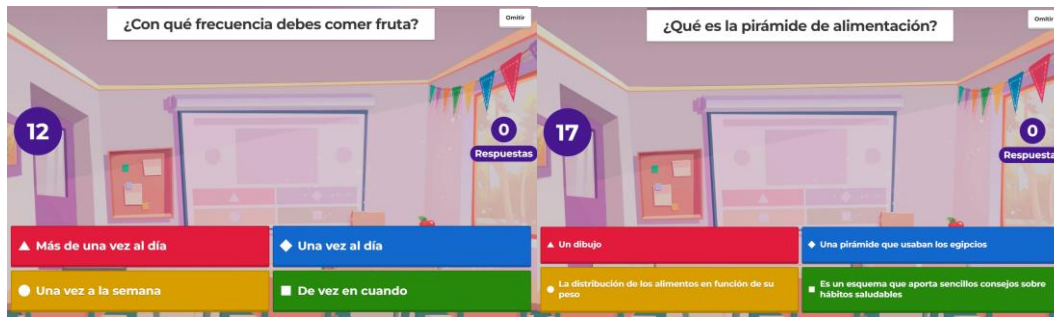 ¿Con qué frecuencia debes comer fruta?
Omitir
12
0
Respuestas
▲ Más de una vez al día
◆ Una vez al día
● Una vez a la semana
■ De vez en cuando
¿Qué es la pirámide de alimentación?
Omitir
17
0
Respuestas
▲ Un dibujo
◆ Una pirámide que usaban los egipcios
● La distribución de los alimentos en función de su
peso
■ Es un esquema que aporta sencillos consejos sobre
hábitos saludables